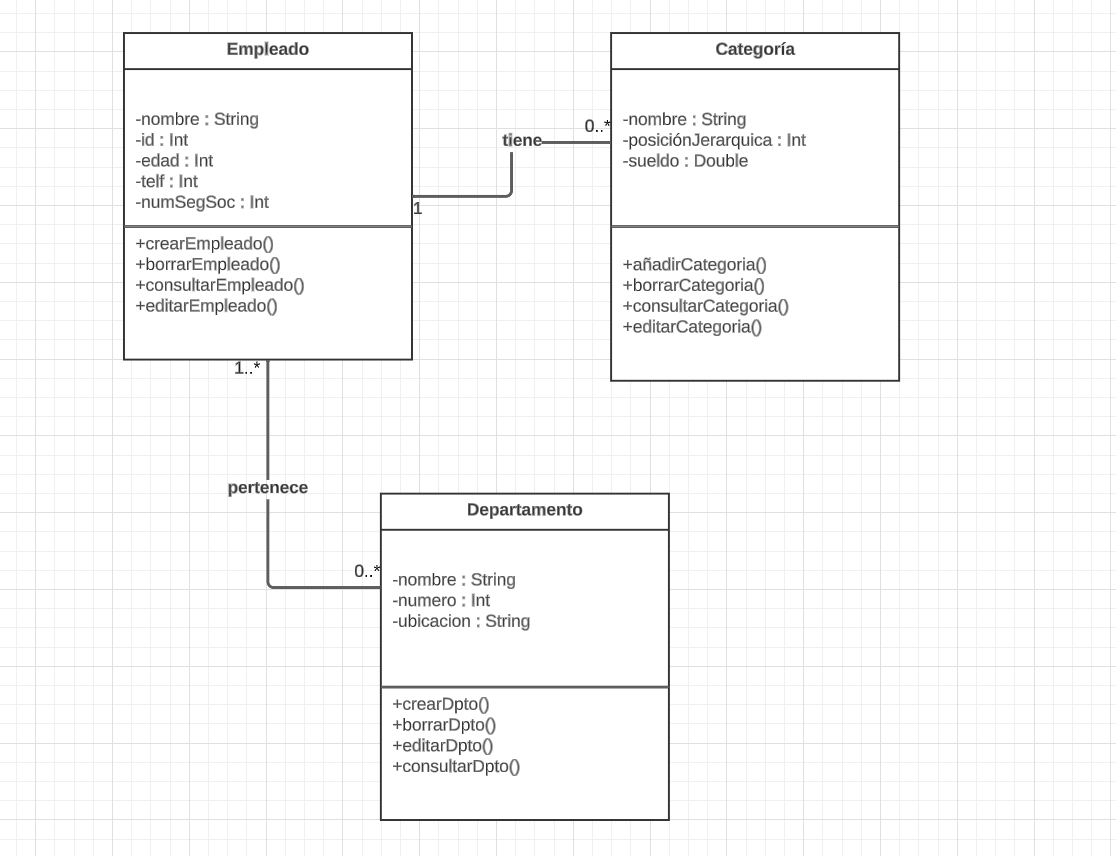 Empleado
-nombre : String
-id : Int
-edad : Int
-telf : Int
-numSegSoc : Int
+crearEmpleado()
+borrarEmpleado()
+consultarEmpleado()
+editarEmpleado()
tiene
0..*
1
Categoría
-nombre : String
-posiciónJerarquica : Int
-sueldo : Double
+añadirCategoria()
+borrarCategoria()
+consultarCategoria()
+editarCategoria()
1..*
pertenece
0..*
Departamento
-nombre : String
-numero : Int
-ubicacion : String
+crearDpto()
+borrarDpto()
+editarDpto()
+consultarDpto()